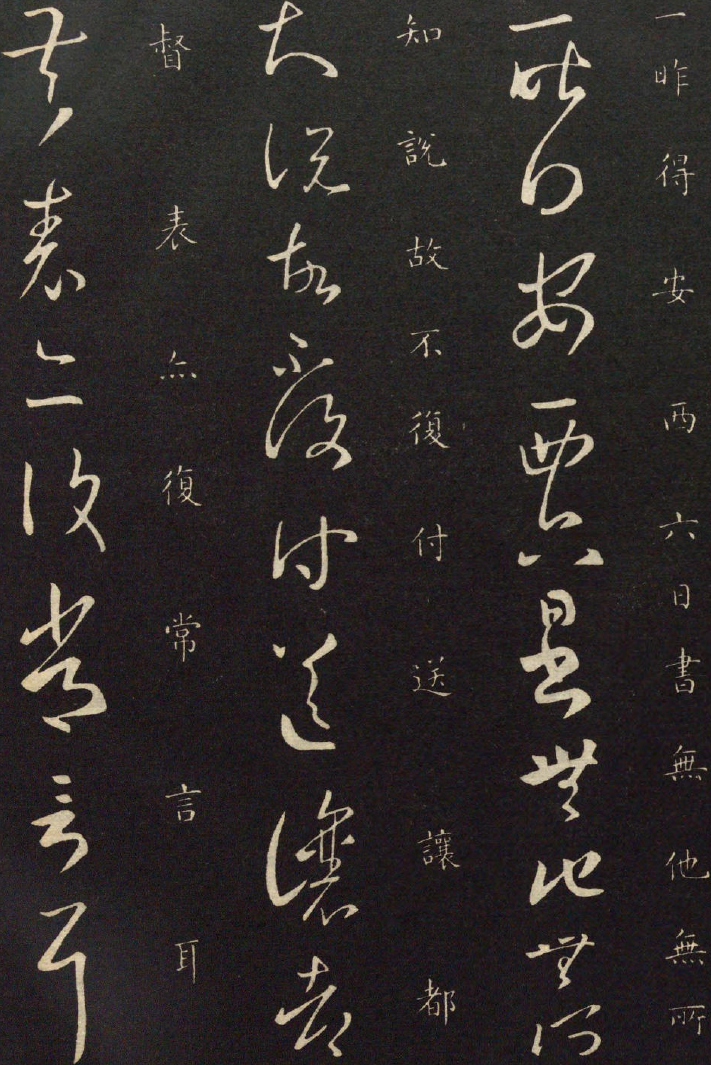 一昨得安西六日書無他無所
一昨得安西六日書無他無所
知說故不復付送讓都
知說故不復付送讓都
督表亦復常言耳
督表亦復常言耳